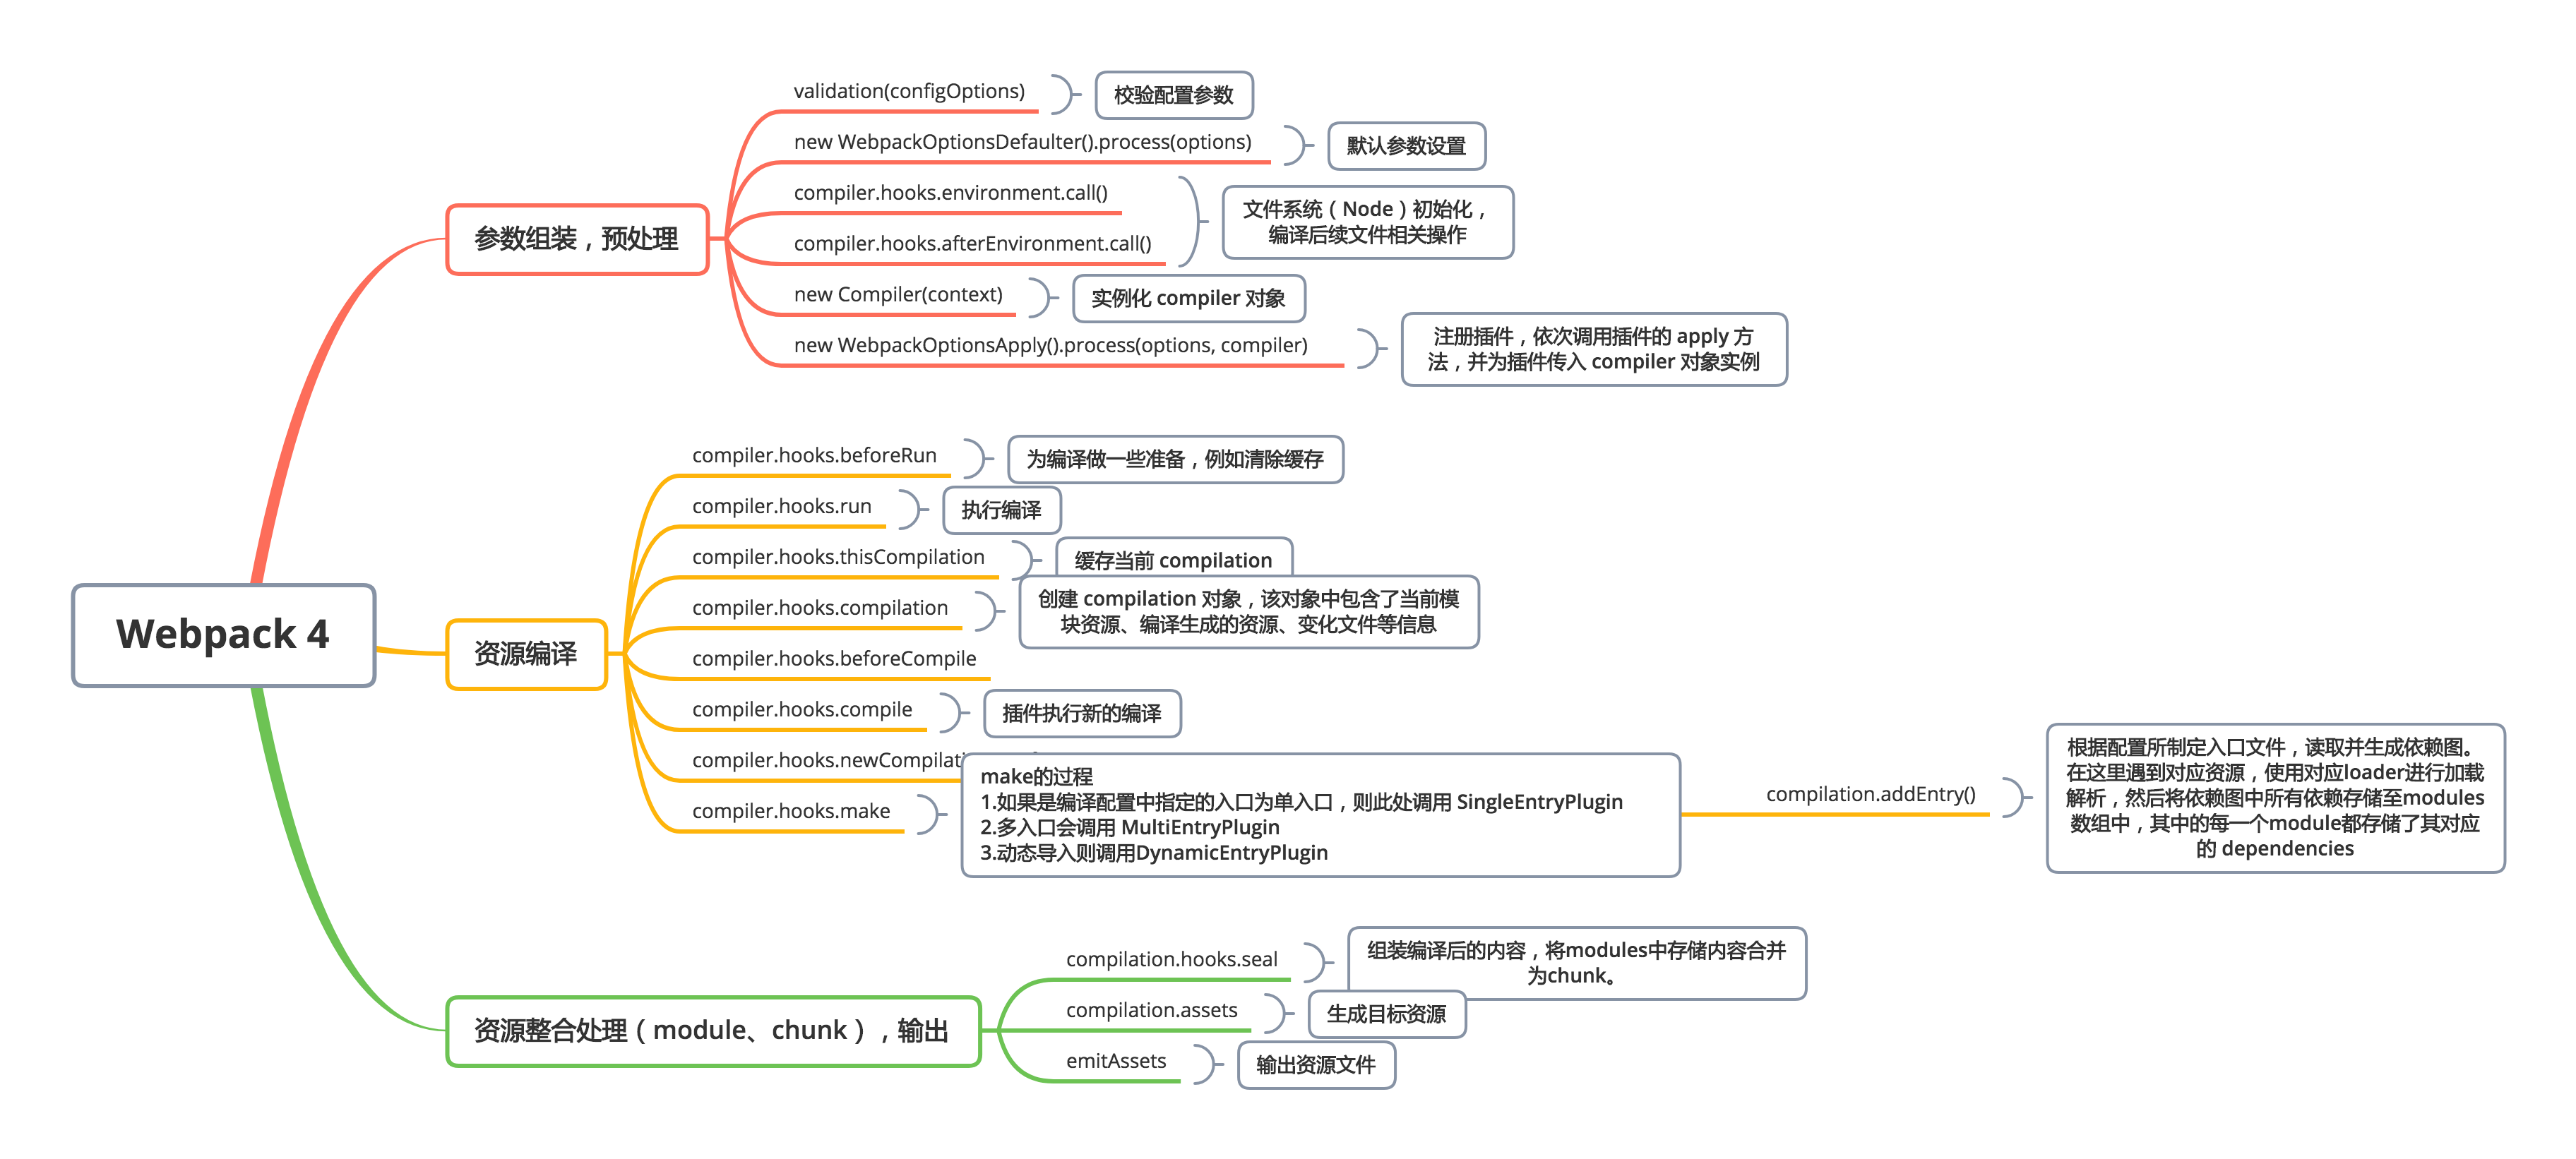 Webpack 4
参数组装，预处理
validation(configOptions)
校验配置参数
new WebpackOptionsDefaulter().process(options)
默认参数设置
compiler.hooks.environment.call()
compiler.hooks.afterEnvironment.call()
文件系统（Node）初始化，
编译后续文件相关操作
new Compiler(context)
实例化 compiler 对象
new WebpackOptionsApply().process(options, compiler)
注册插件，依次调用插件的 apply 方
法，并为插件传入 compiler 对象实例
资源编译
compiler.hooks.beforeRun
为编译做一些准备，例如清除缓存
compiler.hooks.run
执行编译
compiler.hooks.thisCompilation
缓存当前 compilation
compiler.hooks.compilation
创建 compilation 对象，该对象中包含了当前模
块资源、编译生成的资源、变化文件等信息
compiler.hooks.beforeCompile
compiler.hooks.compile
插件执行新的编译
compiler.hooks.newCompilati
compiler.hooks.make
make的过程
1.如果是编译配置中指定的入口为单入口，则此处调用 SingleEntryPlugin
2.多入口会调用 MultiEntryPlugin
3.动态导入则调用DynamicEntryPlugin
compilation.addEntry()
根据配置所制定入口文件，读取并生成依赖图。
在这里遇到对应资源，使用对应loader进行加载
解析，然后将依赖图中所有依赖存储至modules
数组中，其中的每一个module都存储了其对应
的 dependencies
资源整合处理（module、chunk），输出
compilation.hooks.seal
组装编译后的内容，将modules中存储内容合并
为chunk。
compilation.assets
生成目标资源
emitAssets
输出资源文件